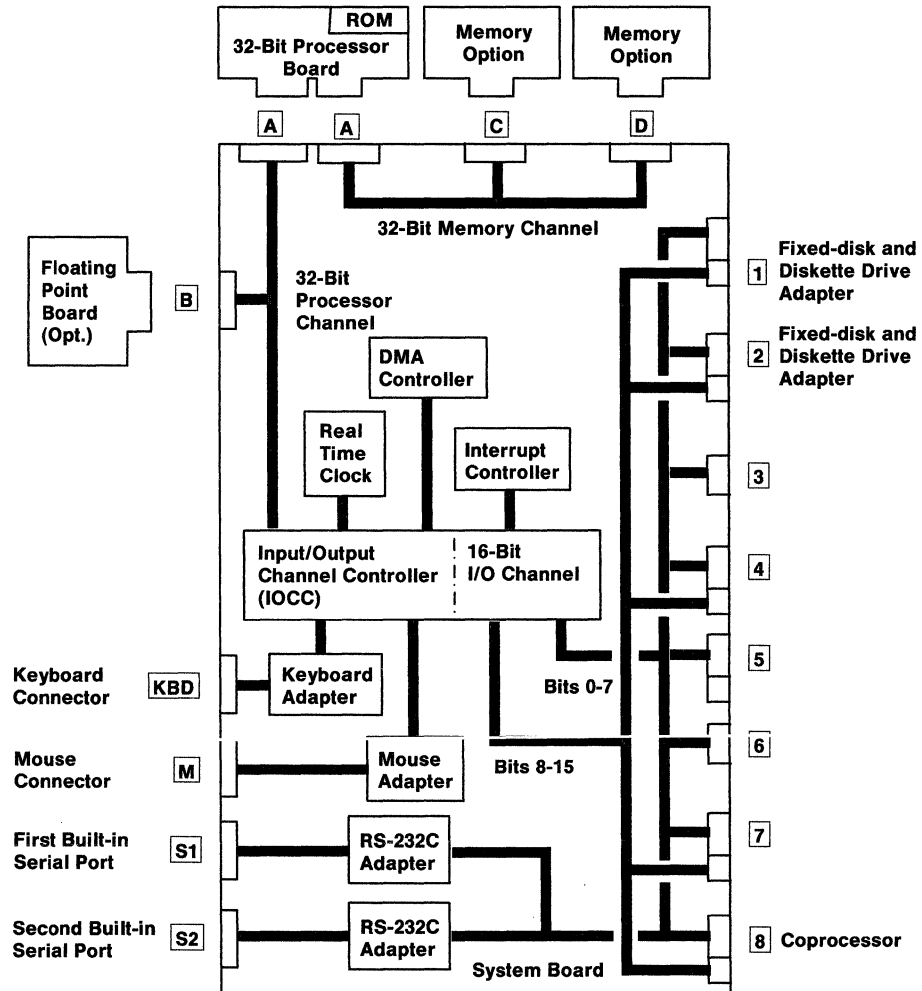 ROM
32-Bit Processor
Board
Memory
Option
Memory
Option
A
A
C
D
32-Bit Memory Channel
Floating
Point
Board
(Opt.)
B
32-Bit
Processor
Channel
1
Fixed-disk and
Diskette Drive
Adapter
2
Fixed-disk and
Diskette Drive
Adapter
DMA
Controller
Real
Time
Clock
Interrupt
Controller
3
Input/Output
Channel Controller
(IOCC)
16-Bit
I/O Channel
4
Keyboard
Connector
KBD
Keyboard
Adapter
Bits 0-7
5
Mouse
Connector
M
Mouse
Adapter
Bits 8-15
6
First Built-in
Serial Port
S1
RS-232C
Adapter
7
Second Built-in
Serial Port
S2
RS-232C
Adapter
8
Coprocessor
System Board